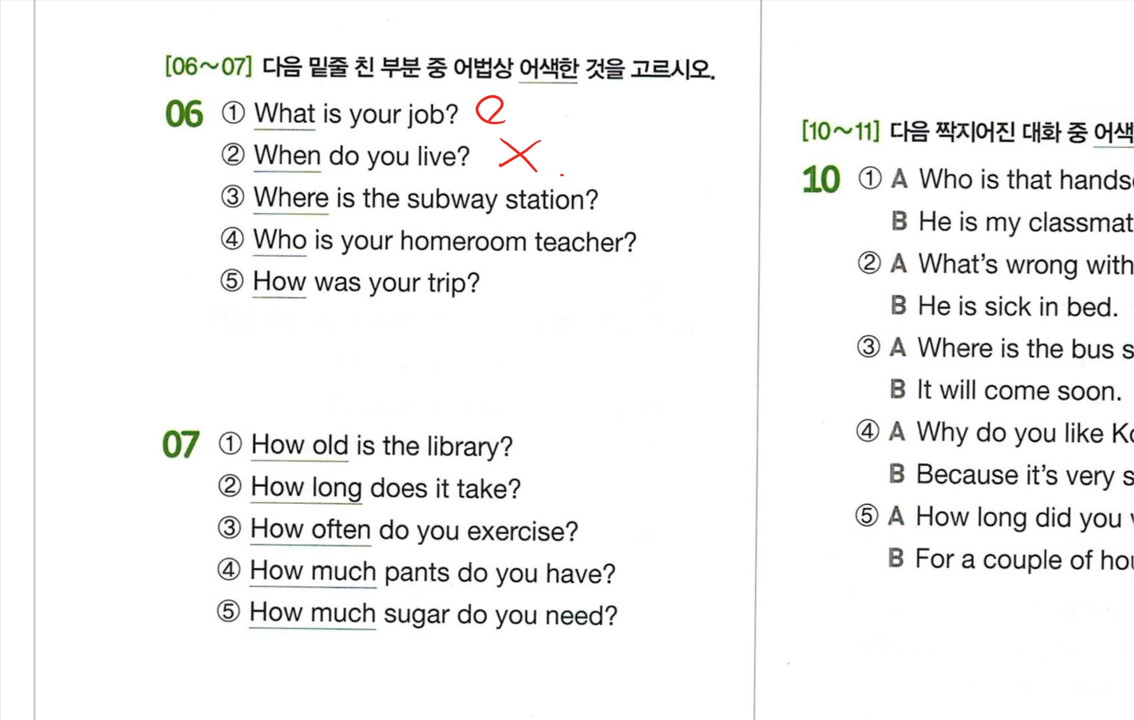 [06~07] 다음 밑줄 친 부분 중 어법상 어색한 것을 고르시오.
06 ① What is your job?
② When do you live?
③ Where is the subway station?
④ Who is your homeroom teacher?
⑤ How was your trip?
07 ① How old is the library?
② How long does it take?
③ How often do you exercise?
④ How much pants do you have?
⑤ How much sugar do you need?
[10~11] 다음 짝지어진 대화 중 어색
10 ① A Who is that
B He is my
② A What's wrong with
B He is sick in bed.
③ A Where is the bus
B It will come soon.
④ A Why do you like
B Because it's very
⑤ A How long did you
B For a couple of